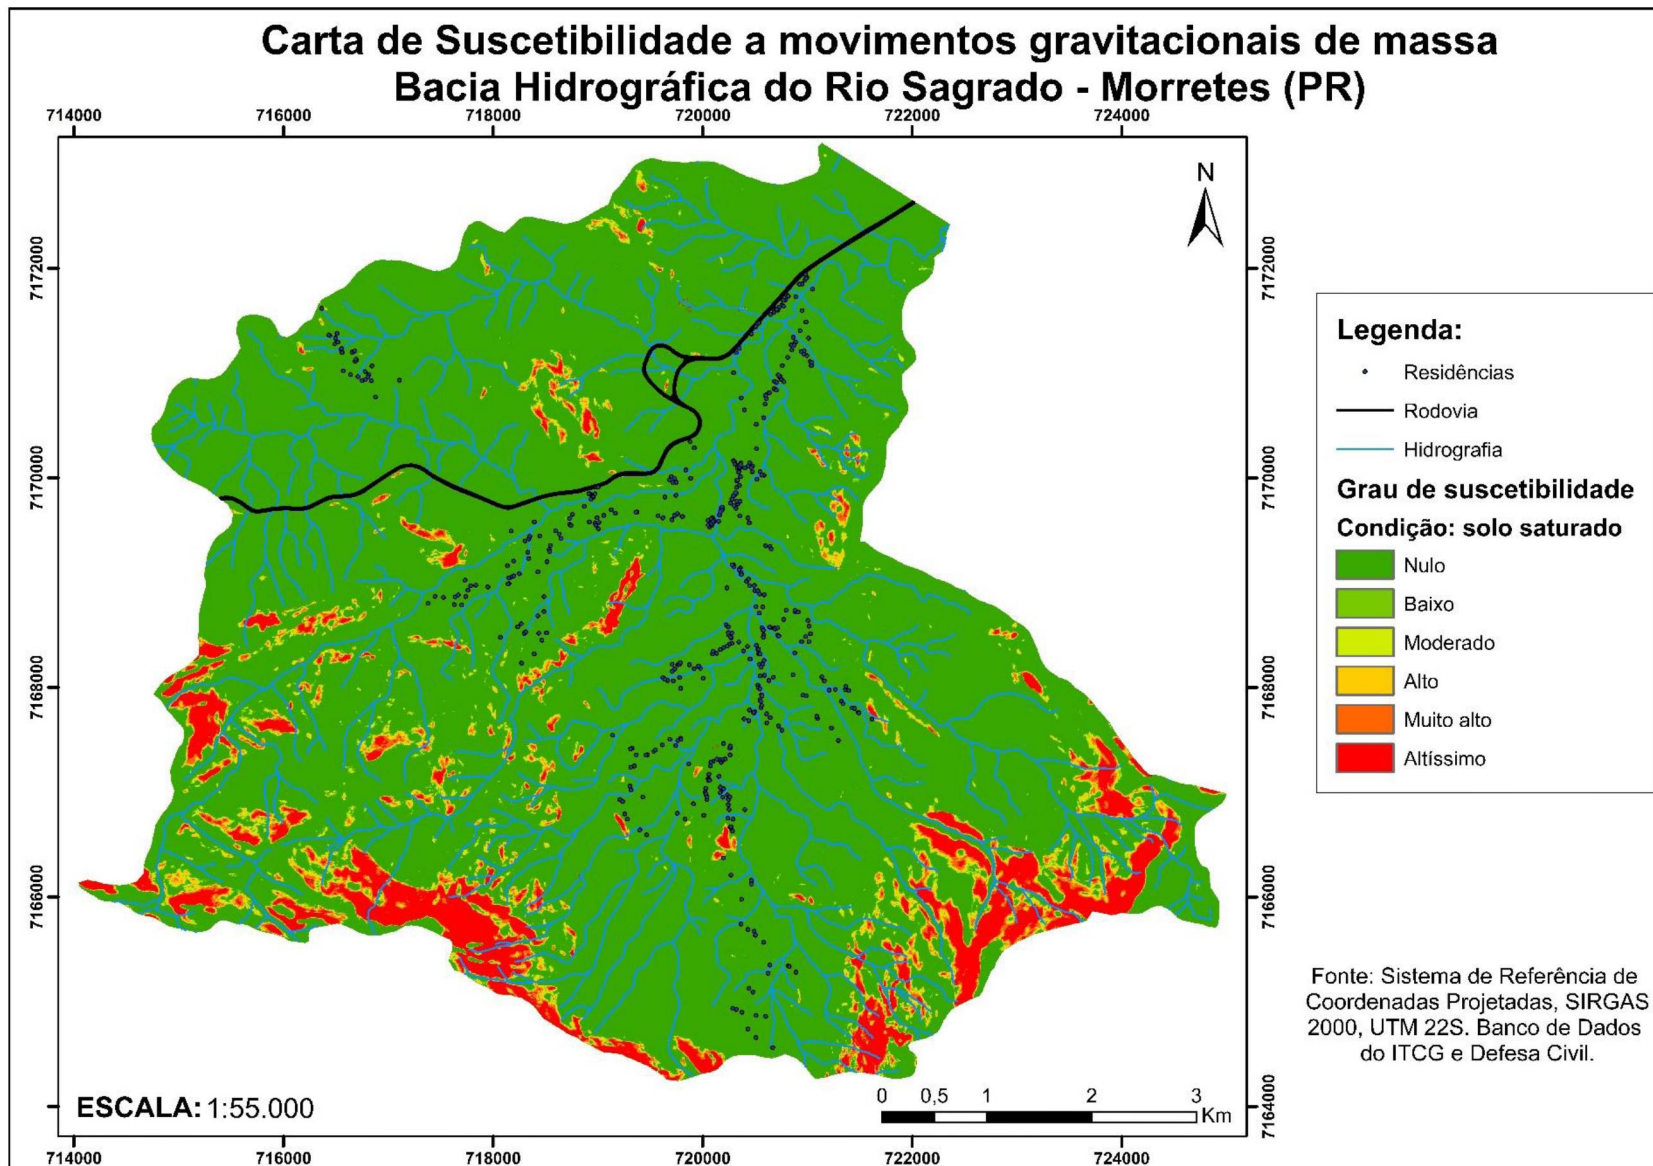 Carta de Suscetibilidade a movimentos gravitacionais de massa
Bacia Hidrográfica do Rio Sagrado - Morretes (PR)
714000 716000 718000 720000 722000 724000
N
7172000 7172000
7170000 7170000
7168000 7168000
7166000 7166000
7164000
Legenda:
Residências
Rodovia
Hidrografia
Grau de suscetibilidade
Condição: solo saturado
Nulo
Baixo
Moderado
Alto
Muito alto
Altíssimo
Fonte: Sistema de Referência de
Coordenadas Projetadas, SIRGAS
2000, UTM 22S. Banco de Dados
do ITCG e Defesa Civil.
ESCALA: 1:55.000
0 0,5 1 2 3
Km
714000 716000 718000 720000 722000 724000